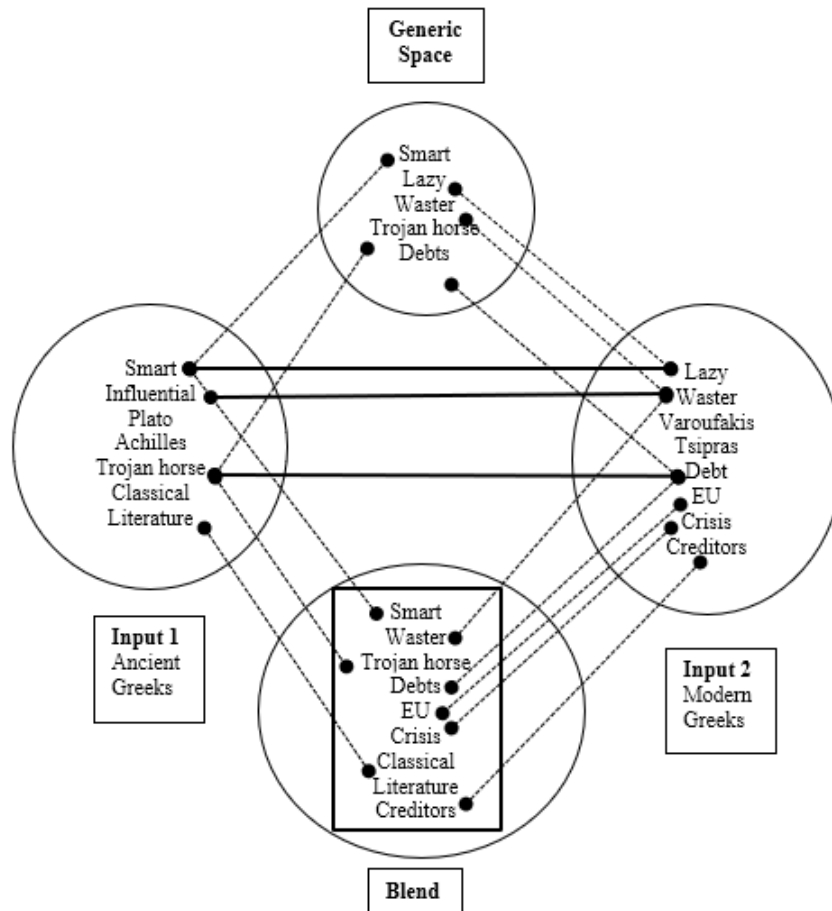 Generic
Space
Smart
Lazy
Waster
Trojan horse
Debts
Smart
Influential
Plato
Achilles
Trojan horse
Classical
Literature
Lazy
Waster
Varoufakis
Tsipras
Debt
EU
Crisis
Creditors
Input 1
Ancient
Greeks
Smart
Waster
Trojan horse
Debts
EU
Crisis
Classical
Literature
Creditors
Input 2
Modern
Greeks
Blend